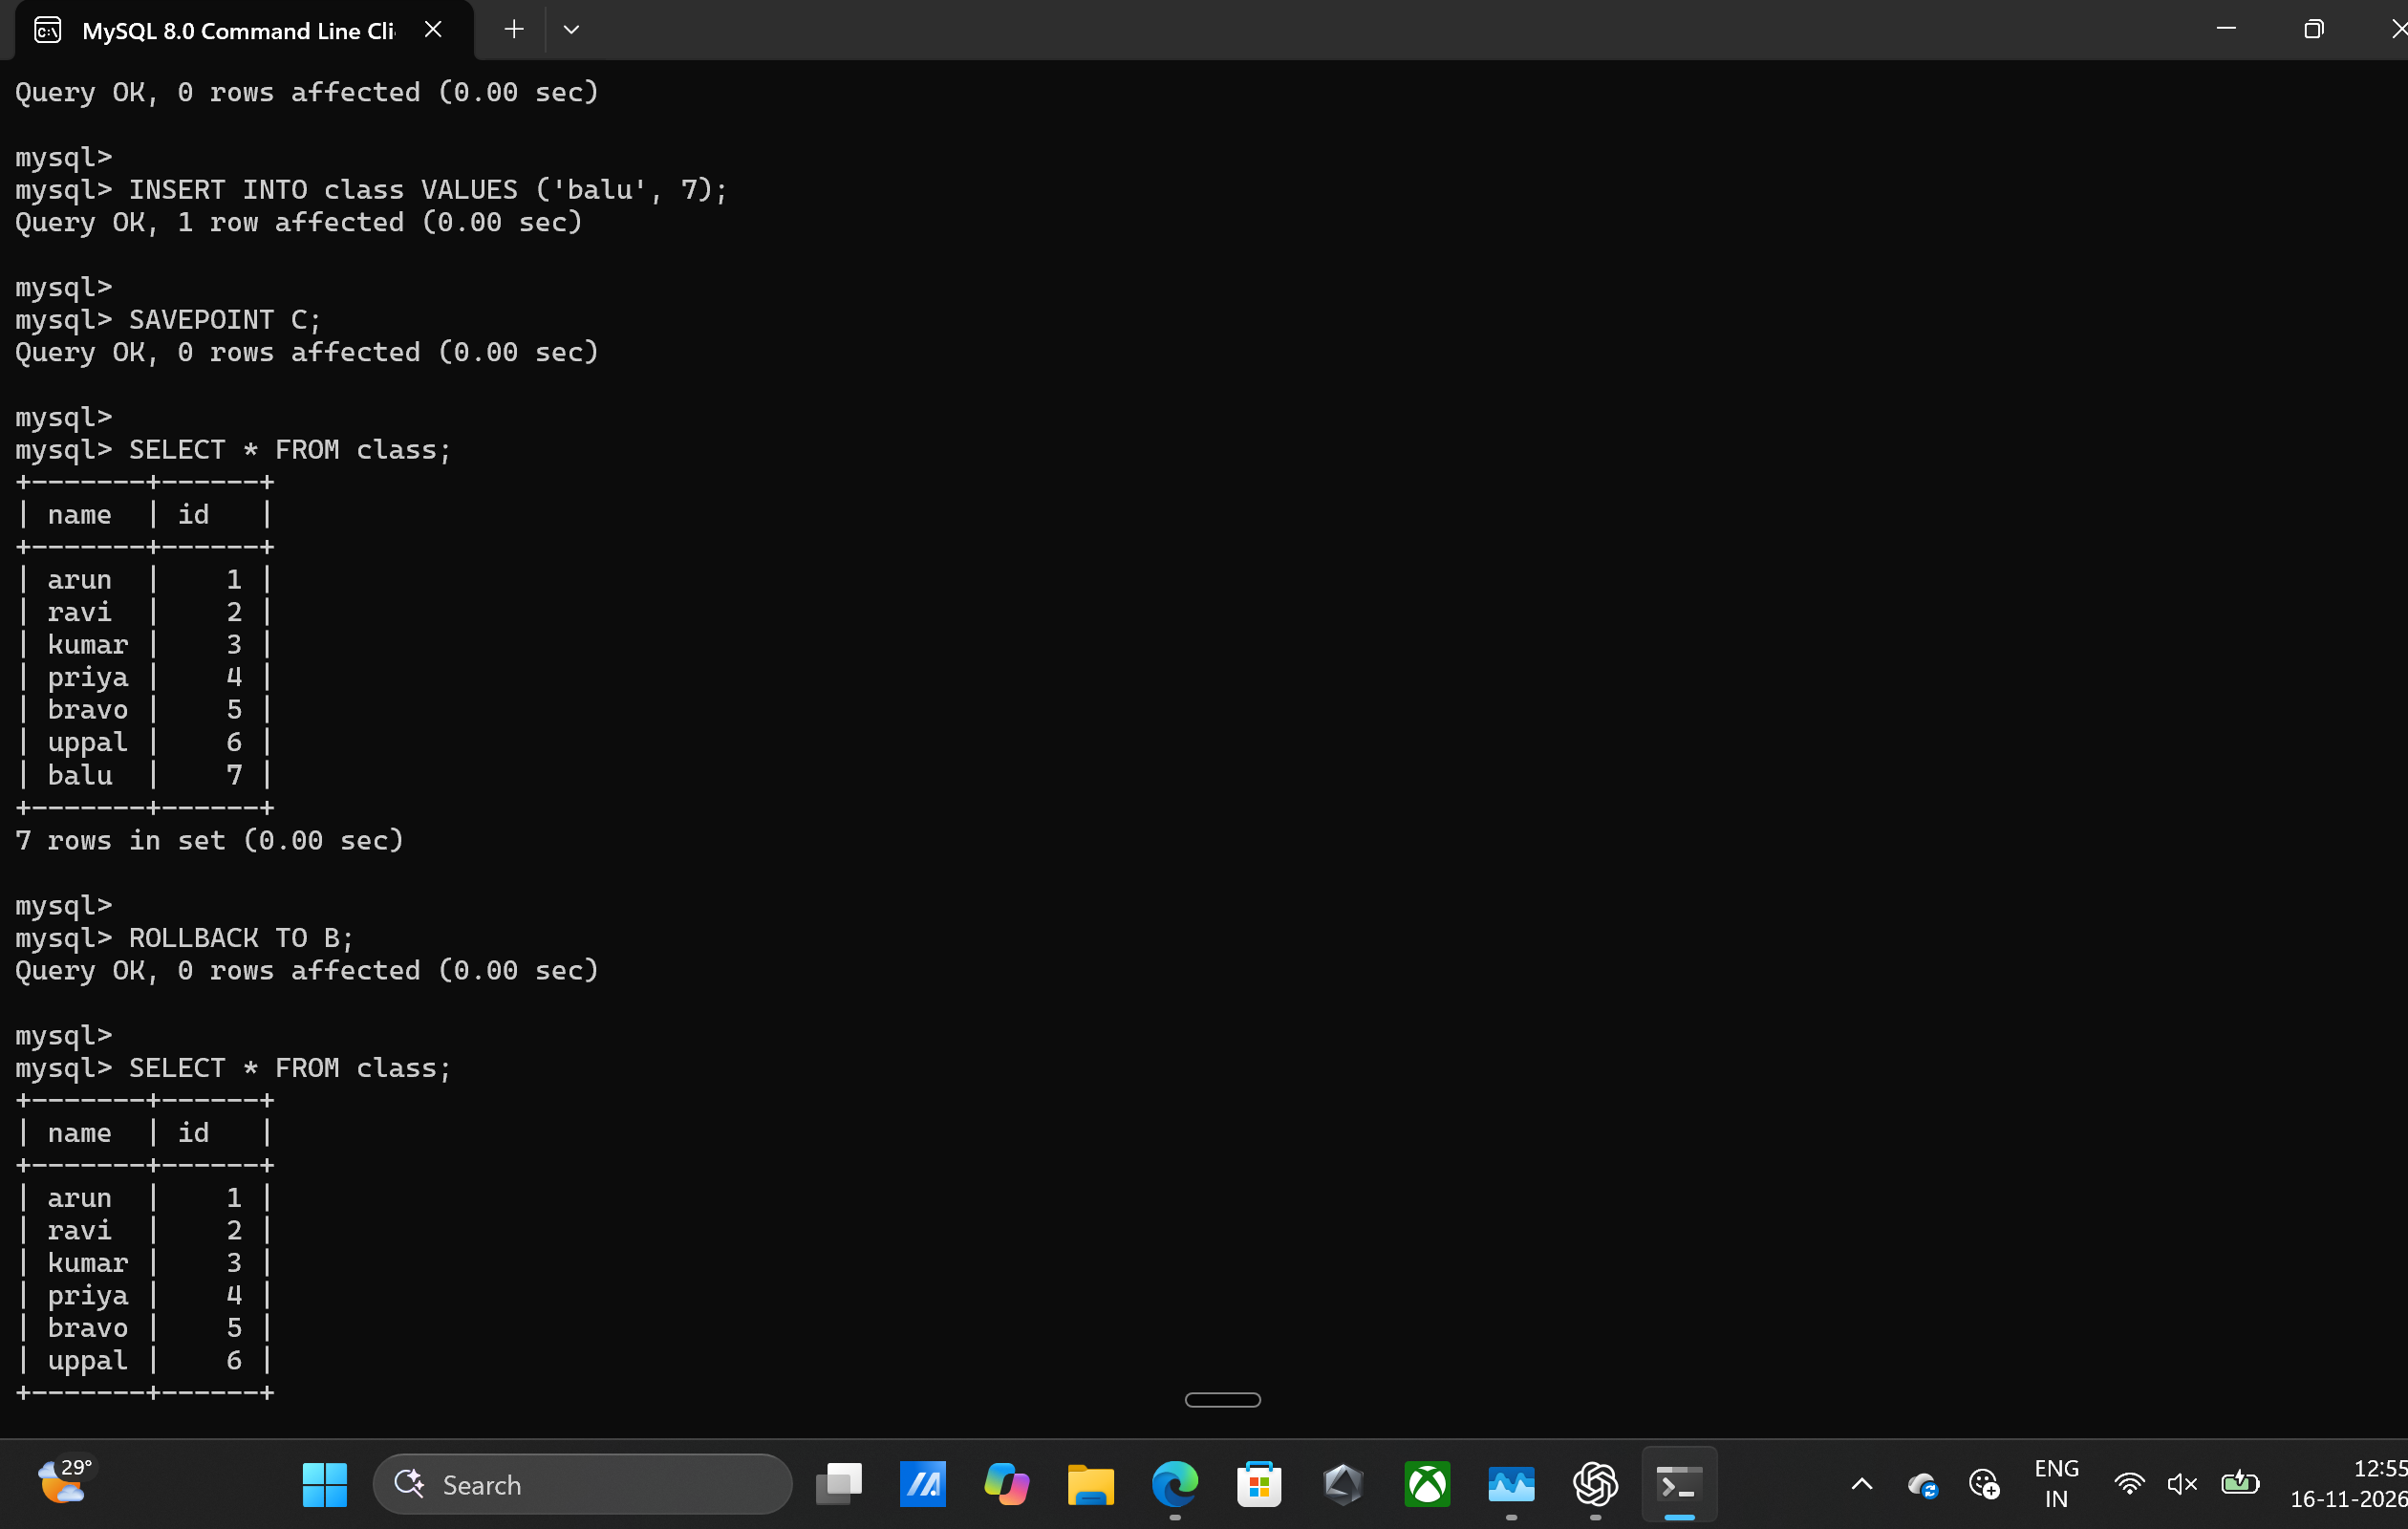 MySQL 8.0 Command Line Cli
Query OK, 0 rows affected (0.00 sec)
mysql>
mysql> INSERT INTO class VALUES ('balu', 7);
Query OK, 1 row affected (0.00 sec)
mysql>
mysql> SAVEPOINT C;
Query OK, 0 rows affected (0.00 sec)
mysql>
mysql> SELECT * FROM class;
+-------+------+
| name  | id   |
+-------+------+
| arun  |    1 |
| ravi  |    2 |
| kumar |    3 |
| priya |    4 |
| bravo |    5 |
| uppal |    6 |
| balu  |    7 |
+-------+------+
7 rows in set (0.00 sec)
mysql>
mysql> ROLLBACK TO B;
Query OK, 0 rows affected (0.00 sec)
mysql>
mysql> SELECT * FROM class;
+-------+------+
| name  | id   |
+-------+------+
| arun  |    1 |
| ravi  |    2 |
| kumar |    3 |
| priya |    4 |
| bravo |    5 |
| uppal |    6 |
+-------+------+
29°
Search
ENG
IN
12:55
16-11-2026